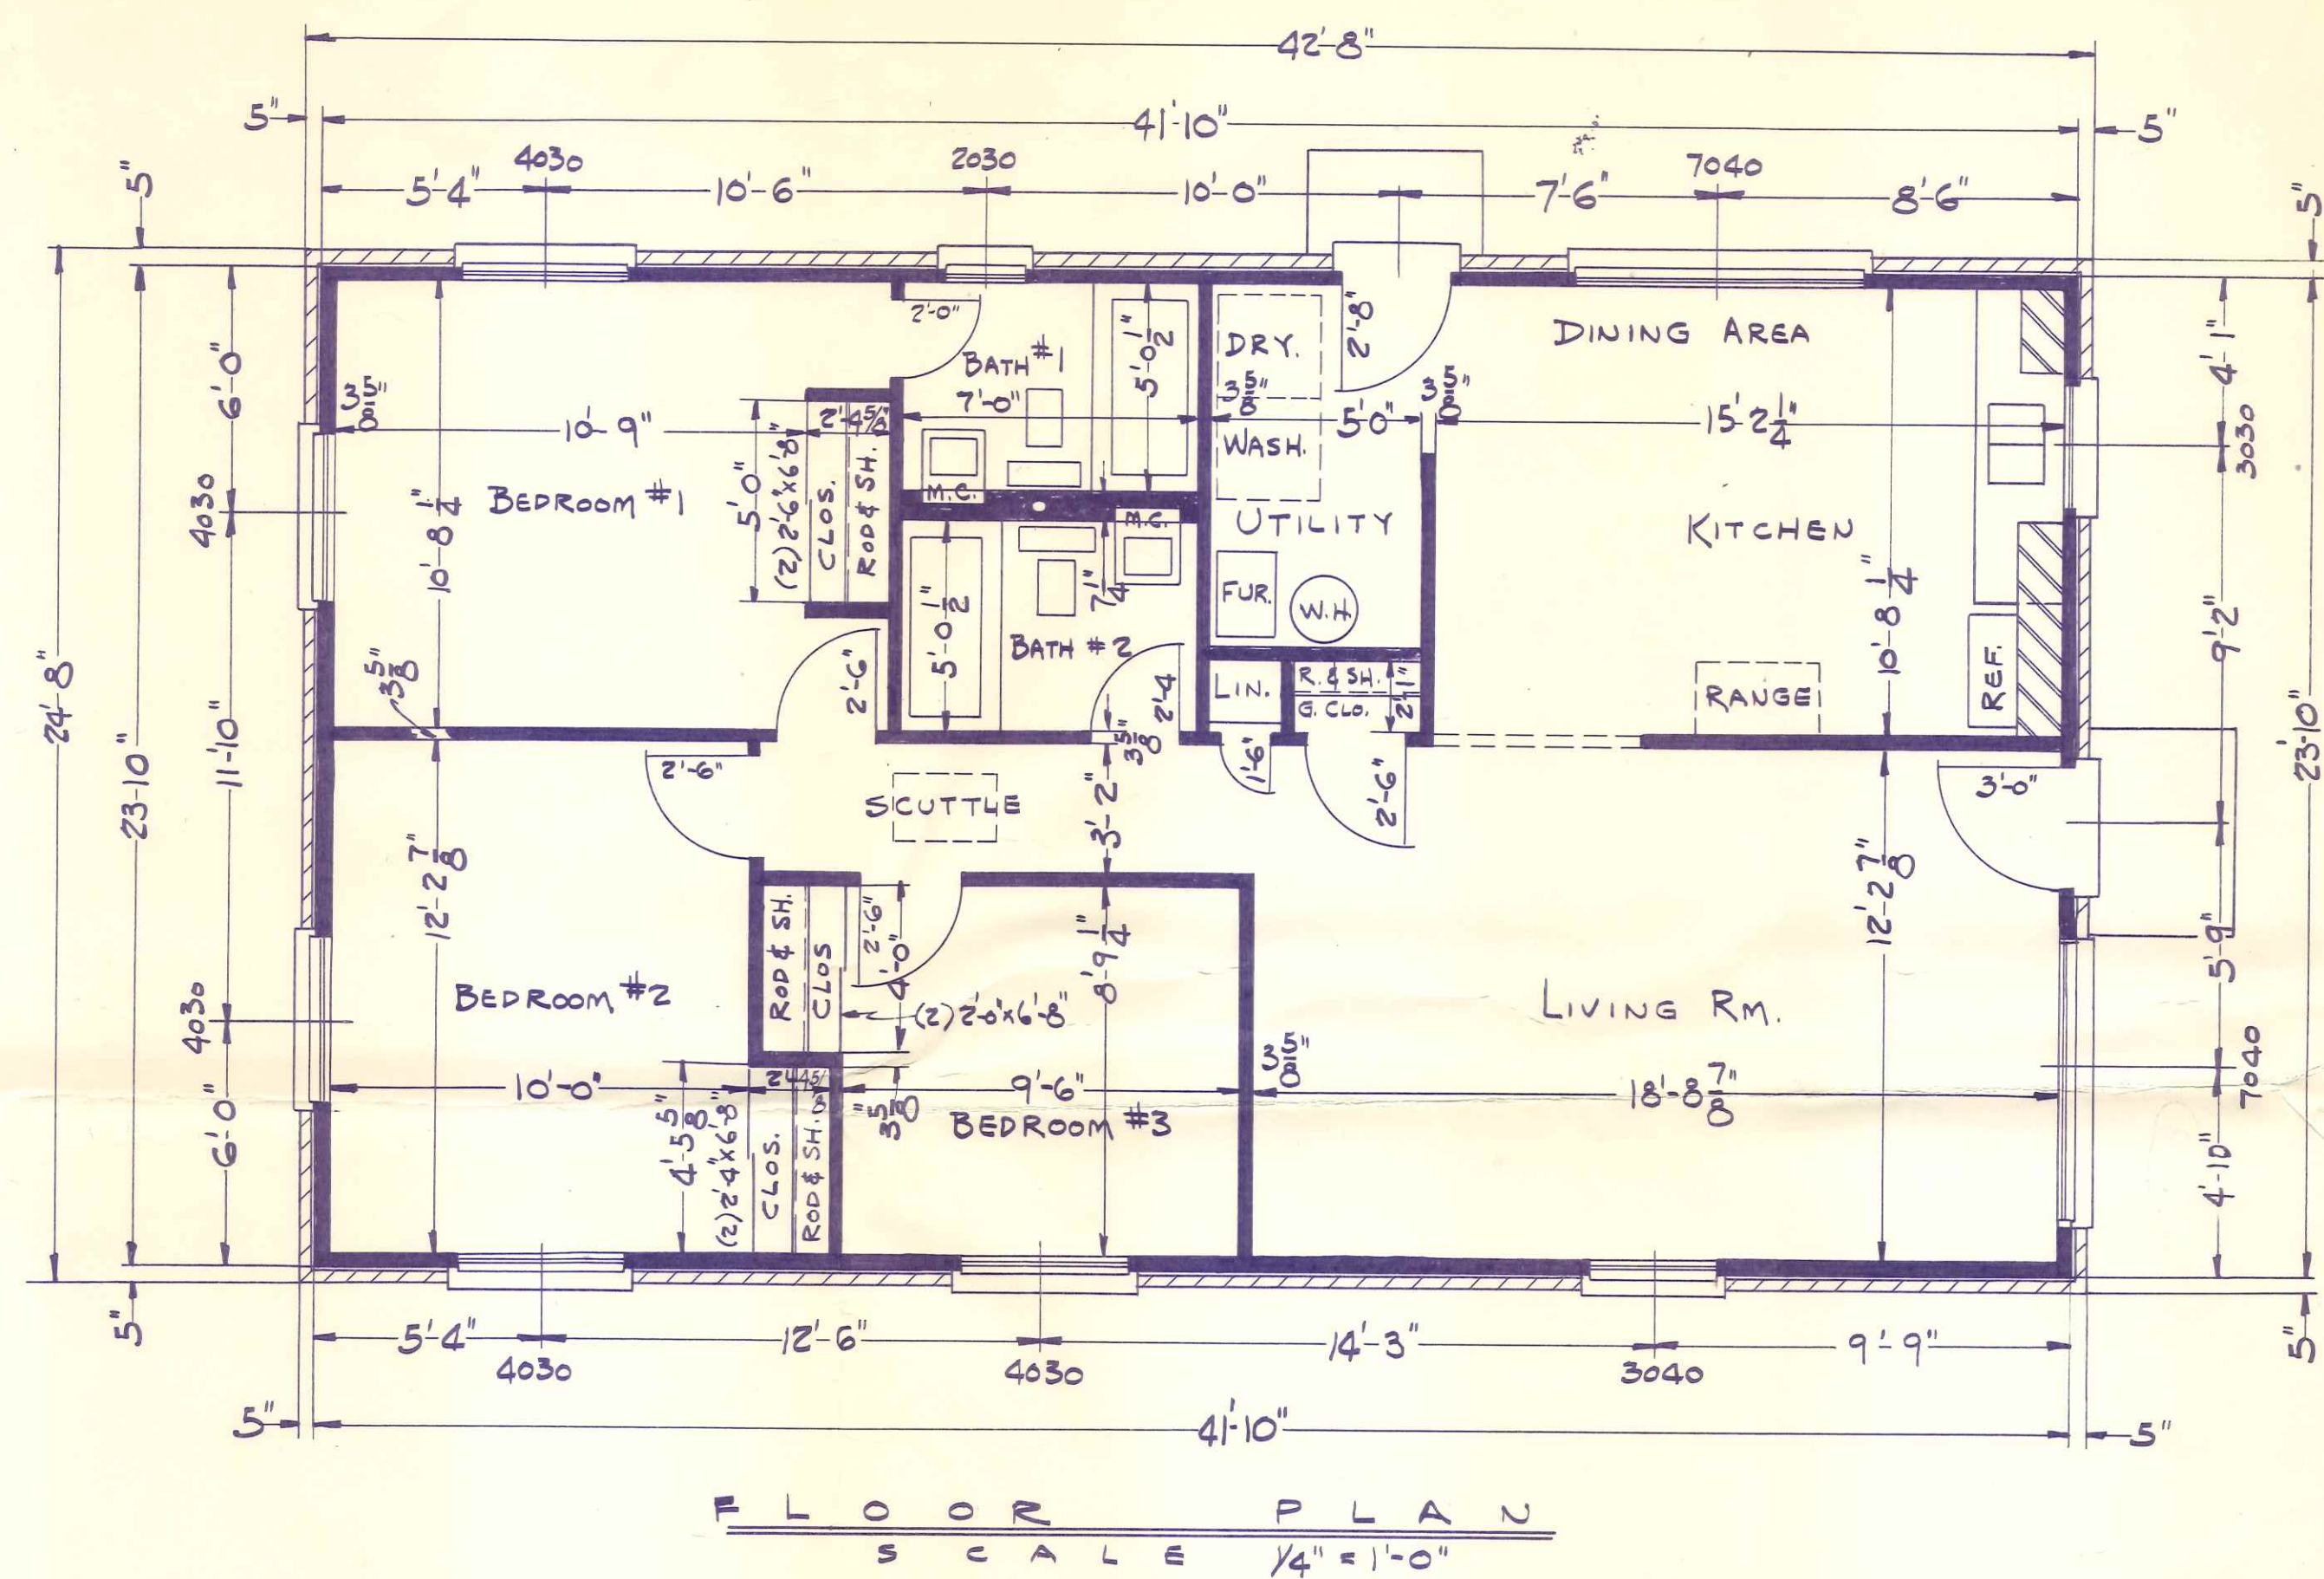 42'-8"
5" 41'-10" 5"
4030 2030 7040
5'-4" 10'-6" 10'-0" 7'-6" 8'-6"
5"
5"
24'-8"
23'-10"
6'-0"
4030
11'-10"
4030
6'-0"
5"
3 5/8"
10'-9"
10'-8 1/4"
BEDROOM #1
5'-0"
(2) 2'-6"x6'-8"
2'-4 5/8"
CLOS.
ROD & SH.
3 5/8"
2'-6"
2'-0"
BATH #1
7'-0"
5'-0 1/2"
M.C.
M.C.
5'-0 1/2"
7 1/4"
BATH #2
2'-4
3 5/8"
DRY.
3 5/8"
WASH.
5'-0"
UTILITY
FUR.
W.H
2'-8"
3 5/8"
LIN.
R. & SH.
G. CLO.
2'-1"
1'-6"
2'-6"
DINING AREA
15'-2 1/4"
KITCHEN
10'-8 1/4"
RANGE
REF.
2'-6"
SCUTTLE
3'-2"
12'-2 7/8"
BEDROOM #2
10'-0"
ROD & SH.
CLOS
2'-6"
4'-0"
(2) 2'-0"x6'-8"
4'-5 5/8"
(2) 2'-4"x6'-8"
2'-4 5/8"
CLOS.
ROD & SH.
3 5/8"
8'-9 1/4"
9'-6"
BEDROOM #3
3 5/8"
LIVING RM.
18'-8 7/8"
12'-2 7/8"
3'-0"
4'-1"
3030
9'-2"
5'-9"
7040
4'-10"
23'-10"
5"
5"
5'-4" 12'-6" 14'-3" 9'-9"
4030 4030 3040
5" 41'-10" 5"
FLOOR PLAN
SCALE 1/4" = 1'-0"